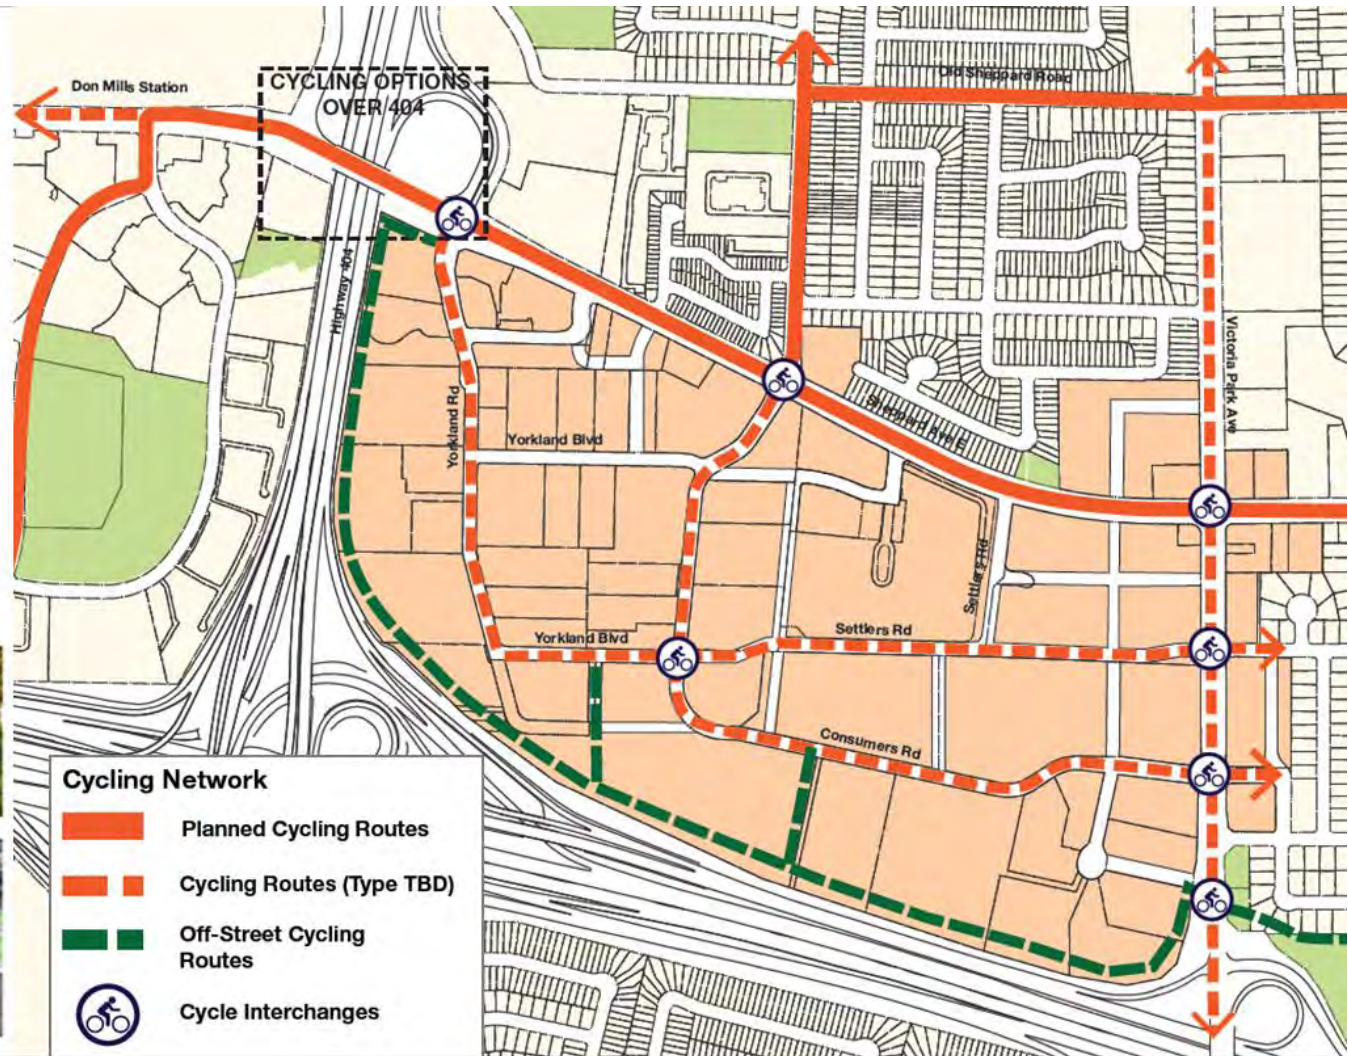 Don Mills Station
CYCLING OPTIONS
OVER 404
Old Sheppard Road
Highway 404
Victoria Park Ave
Yorkland Rd
Yorkland Blvd
Sheppard Ave E
Settlers Rd
Yorkland Blvd
Settlers Rd
Consumers Rd
Cycling Network
Planned Cycling Routes
Cycling Routes (Type TBD)
Off-Street Cycling
Routes
Cycle Interchanges